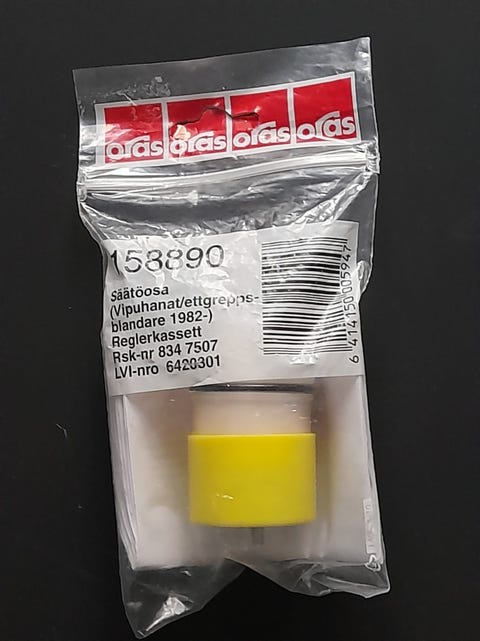 oras oras oras oras
158890
Säätöosa
(Vipuhanat/ettgrepps-
blandare 1982-)
Reglerkassett
Rsk-nr 834 7507
LVI-nro 6420301
6 414150 005947